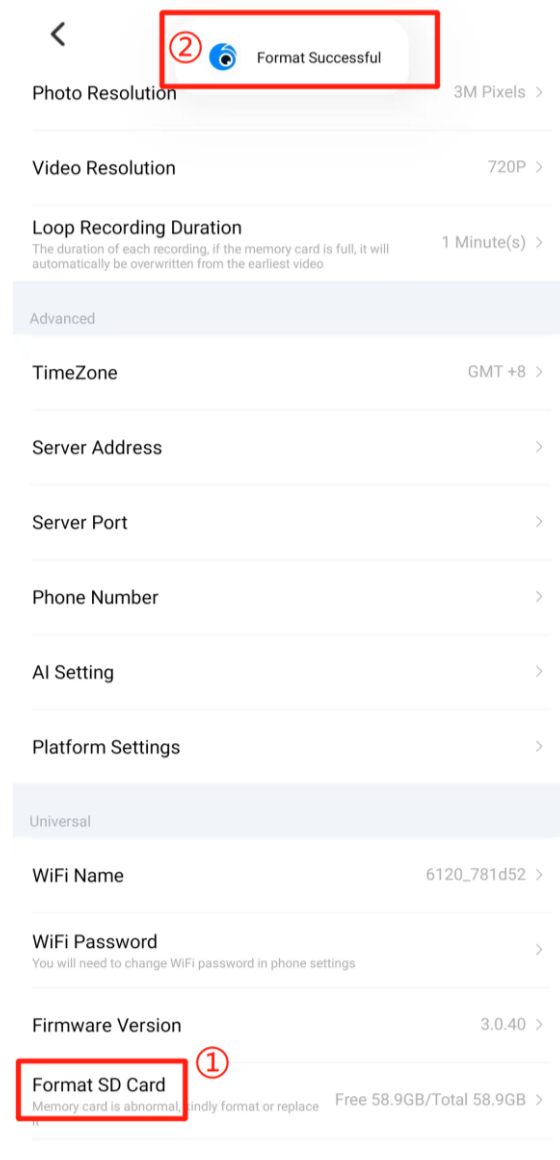 ② Format Successful
Photo Resolution 3M Pixels
Video Resolution 720P
Loop Recording Duration
The duration of each recording, if the memory card is full, it will
automatically be overwritten from the earliest video
1 Minute(s)
Advanced
TimeZone GMT +8
Server Address
Server Port
Phone Number
AI Setting
Platform Settings
Universal
WiFi Name 6120_781d52
WiFi Password
You will need to change WiFi password in phone settings
Firmware Version 3.0.40
①
Format SD Card
Memory card is abnormal, kindly format or replace
it
Free 58.9GB/Total 58.9GB